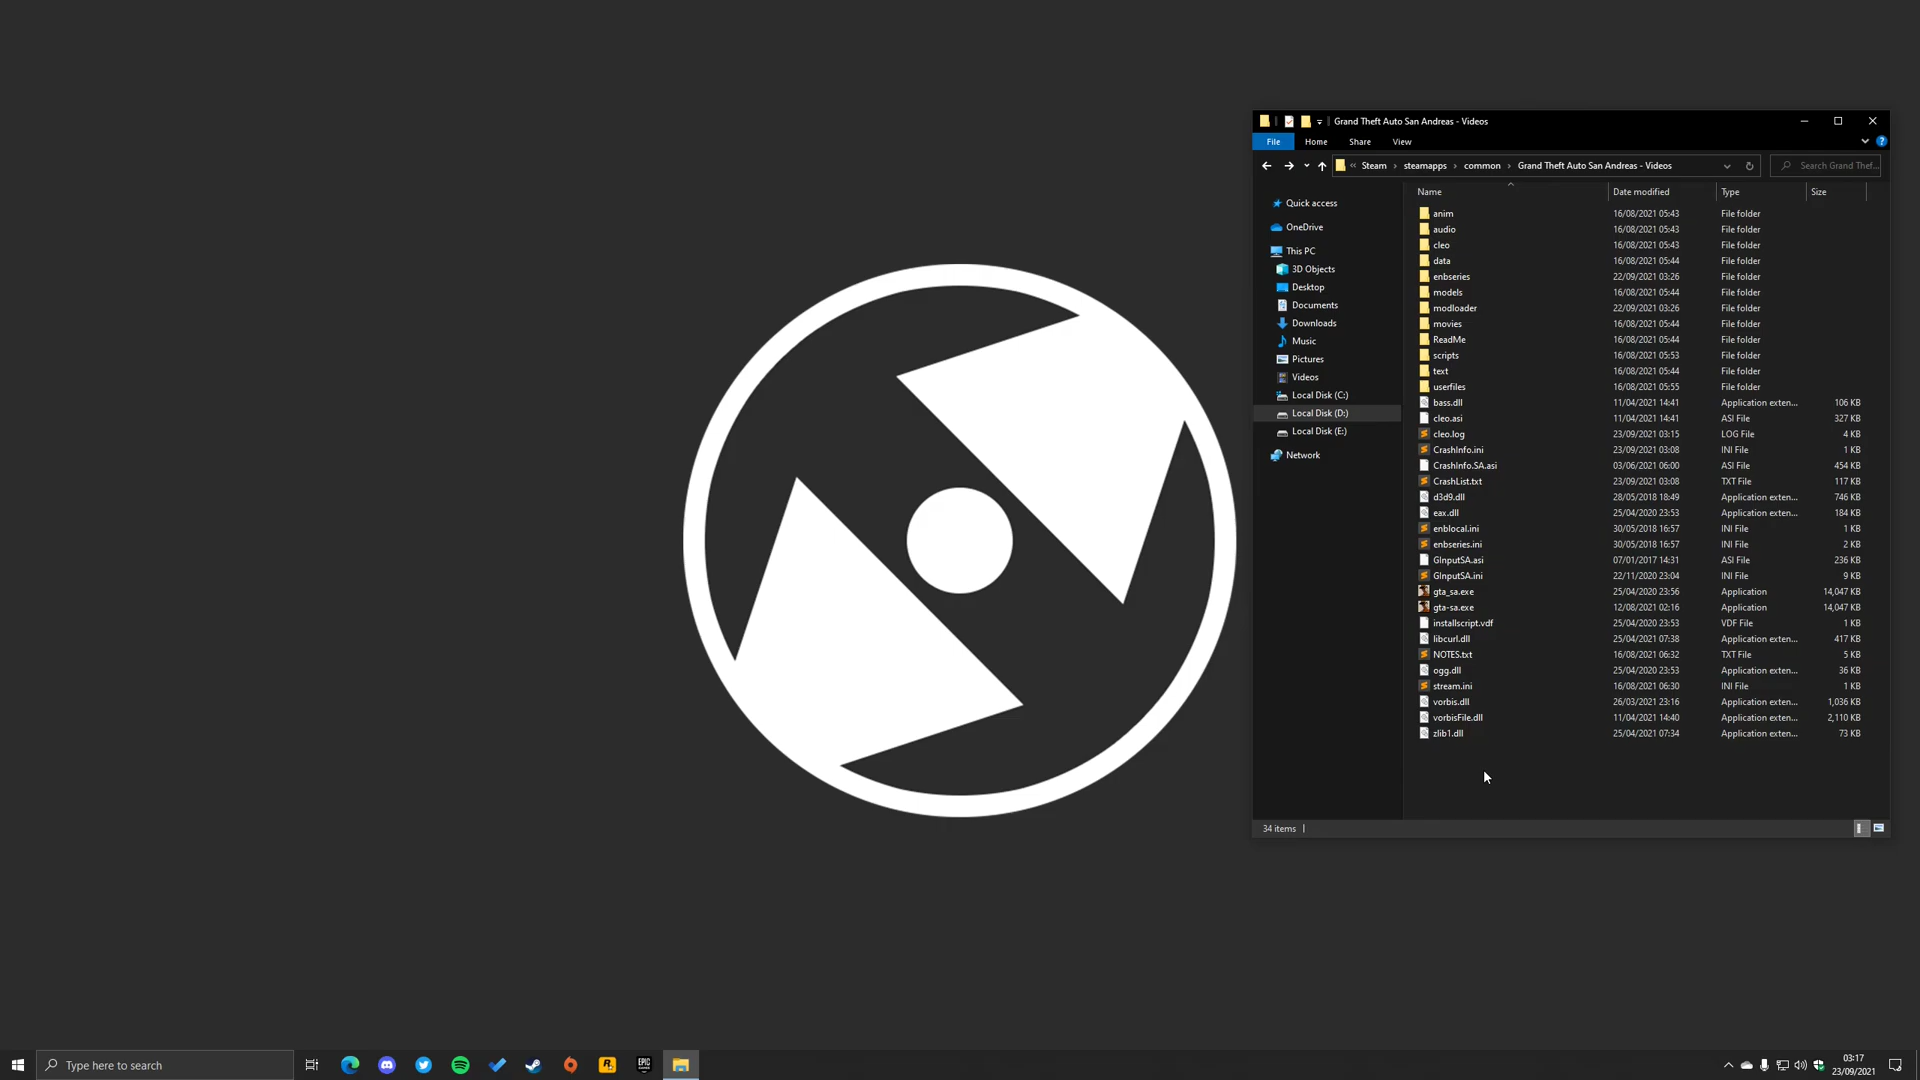 Grand Theft Auto San Andreas - Videos
File Home Share View
« Steam › steamapps › common › Grand Theft Auto San Andreas - Videos Search Grand Thef...
Name Date modified Type Size
Quick access
OneDrive
This PC
3D Objects
Desktop
Documents
Downloads
Music
Pictures
Videos
Local Disk (C:)
Local Disk (D:)
Local Disk (E:)
Network
anim 16/08/2021 05:43 File folder
audio 16/08/2021 05:43 File folder
cleo 16/08/2021 05:43 File folder
data 16/08/2021 05:44 File folder
enbseries 22/09/2021 03:26 File folder
models 16/08/2021 05:44 File folder
modloader 22/09/2021 03:26 File folder
movies 16/08/2021 05:44 File folder
ReadMe 16/08/2021 05:44 File folder
scripts 16/08/2021 05:53 File folder
text 16/08/2021 05:44 File folder
userfiles 16/08/2021 05:55 File folder
bass.dll 11/04/2021 14:41 Application exten... 106 KB
cleo.asi 11/04/2021 14:41 ASI File 327 KB
cleo.log 23/09/2021 03:15 LOG File 4 KB
CrashInfo.ini 23/09/2021 03:08 INI File 1 KB
CrashInfo.SA.asi 03/06/2021 06:00 ASI File 454 KB
CrashList.txt 23/09/2021 03:08 TXT File 117 KB
d3d9.dll 28/05/2018 18:49 Application exten... 746 KB
eax.dll 25/04/2020 23:53 Application exten... 184 KB
enblocal.ini 30/05/2018 16:57 INI File 1 KB
enbseries.ini 30/05/2018 16:57 INI File 2 KB
GInputSA.asi 07/01/2017 14:31 ASI File 236 KB
GInputSA.ini 22/11/2020 23:04 INI File 9 KB
gta_sa.exe 25/04/2020 23:56 Application 14,047 KB
gta-sa.exe 12/08/2021 02:16 Application 14,047 KB
installscript.vdf 25/04/2020 23:53 VDF File 1 KB
libcurl.dll 25/04/2021 07:38 Application exten... 417 KB
NOTES.txt 16/08/2021 06:32 TXT File 5 KB
ogg.dll 25/04/2020 23:53 Application exten... 36 KB
stream.ini 16/08/2021 06:30 INI File 1 KB
vorbis.dll 26/03/2021 23:16 Application exten... 1,036 KB
vorbisFile.dll 11/04/2021 14:40 Application exten... 2,110 KB
zlib1.dll 25/04/2021 07:34 Application exten... 73 KB
34 items
Type here to search
EPIC
03:17
23/09/2021